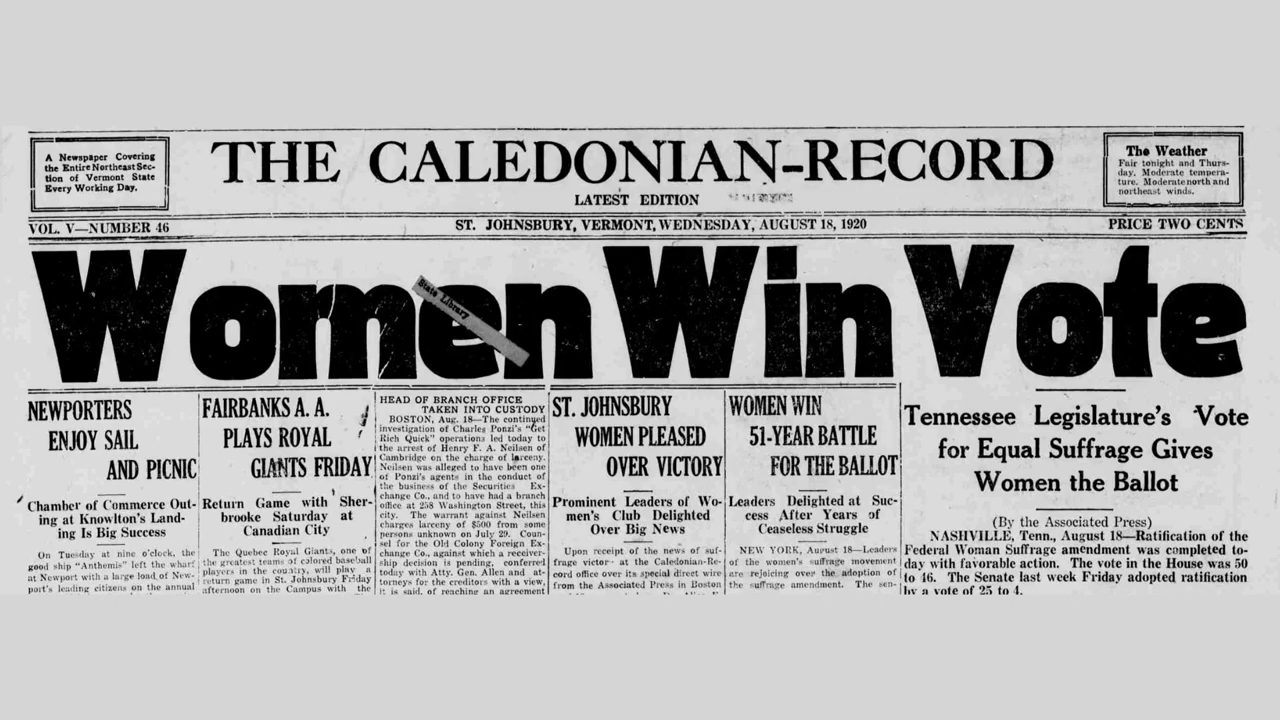 A Newspaper Covering
the Entire Northeast Sec-
tion of Vermont State
Every Working Day.
THE CALEDONIAN-RECORD
LATEST EDITION
The Weather
Fair tonight and Thurs-
day. Moderate tempera-
ture. Moderate north and
northeast winds.
VOL. V—NUMBER 46
ST. JOHNSBURY, VERMONT, WEDNESDAY, AUGUST 18, 1920
PRICE TWO CENTS
Women Win Vote
State Library
NEWPORTERS
ENJOY SAIL
AND PICNIC
Chamber of Commerce Out-
ing at Knowlton's Land-
ing Is Big Success
On Tuesday at nine o'clock, the
good ship "Anthemis" left the wharf
at Newport with a large load of New-
port's leading citizens on the annual
FAIRBANKS A. A.
PLAYS ROYAL
GIANTS FRIDAY
Return Game with Sher-
brooke Saturday at
Canadian City
The Quebec Royal Giants, one of
the greatest teams of colored baseball
players in the country, will play a
return game in St. Johnsbury Friday
afternoon on the Campus with the
HEAD OF BRANCH OFFICE
TAKEN INTO CUSTODY
BOSTON, Aug. 18—The continued
investigation of Charles Ponzi's "Get
Rich Quick" operations led today to
the arrest of Henry F. A. Neilsen of
Cambridge on the charge of larceny.
Neilsen was alleged to have been one
of Ponzi's agents in the conduct of
the business of the Securities Ex-
change Co., and to have had a branch
office at 258 Washington Street, this
city. The warrant against Neilsen
charges larceny of $500 from some
persons unknown on July 29. Coun-
sel for the Old Colony Foreign Ex-
change Co., against which a receiver-
ship decision is pending, conferred
today with Atty. Gen. Allen and at-
torneys for the creditors with a view,
it is said, of reaching an agreement
ST. JOHNSBURY
WOMEN PLEASED
OVER VICTORY
Prominent Leaders of Wo-
men's Club Delighted
Over Big News
Upon receipt of the news of suf-
frage victor at the Caledonian-Re-
cord office over its special direct wire
from the Associated Press in Boston
WOMEN WIN
51-YEAR BATTLE
FOR THE BALLOT
Leaders Delighted at Suc-
cess After Years of
Ceaseless Struggle
NEW YORK, August 18—Leaders
of the women's suffrage movement
are rejoicing over the adoption of
the suffrage amendment. The sen-
Tennessee Legislature's Vote
for Equal Suffrage Gives
Women the Ballot
(By the Associated Press)
NASHVILLE, Tenn., August 18—Ratification of the
Federal Woman Suffrage amendment was completed to-
day with favorable action. The vote in the House was 50
to 46. The Senate last week Friday adopted ratification
by a vote of 25 to 4.